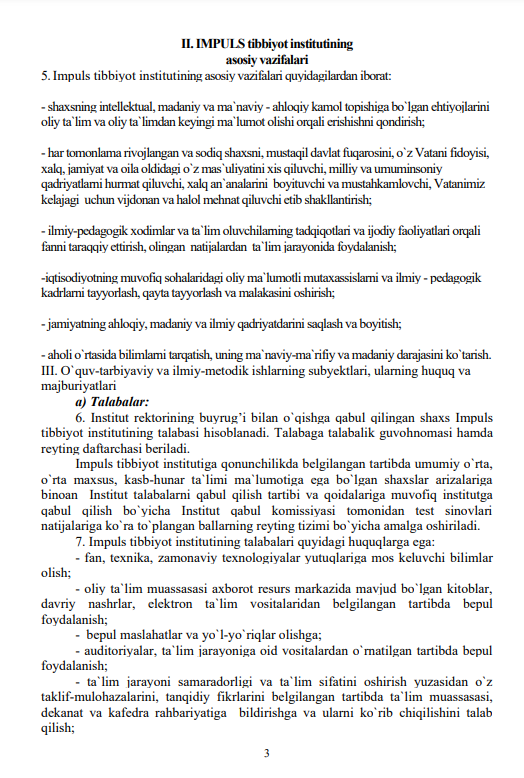 II. IMPULS tibbiyot institutining
asosiy vazifalari
5. Impuls tibbiyot institutining asosiy vazifalari quyidagilardan iborat:
- shaxsning intellektual, madaniy va ma`naviy - ahloqiy kamol topishiga bo`lgan ehtiyojlarini
oliy ta`lim va oliy ta`limdan keyingi ma`lumot olishi orqali erishishni qondirish;
- har tomonlama rivojlangan va sodiq shaxsni, mustaqil davlat fuqarosini, o`z Vatani fidoyisi,
xalq, jamiyat va oila oldidagi o`z mas`uliyatini xis qiluvchi, milliy va umuminsoniy
qadriyatlarni hurmat qiluvchi, xalq an`analarini boyituvchi va mustahkamlovchi, Vatanimiz
kelajagi uchun vijdonan va halol mehnat qiluvchi etib shakllantirish;
- ilmiy-pedagogik xodimlar va ta`lim oluvchilarning tadqiqotlari va ijodiy faoliyatlari orqali
fanni taraqqiy ettirish, olingan natijalardan ta`lim jarayonida foydalanish;
-iqtisodiyotning muvofiq sohalaridagi oliy ma`lumotli mutaxassislarni va ilmiy - pedagogik
kadrlarni tayyorlash, qayta tayyorlash va malakasini oshirish;
- jamiyatning ahloqiy, madaniy va ilmiy qadriyatdarini saqlash va boyitish;
- aholi o`rtasida bilimlarni tarqatish, uning ma`naviy-ma`rifiy va madaniy darajasini ko`tarish.
III. O`quv-tarbiyaviy va ilmiy-metodik ishlarning subyektlari, ularning huquq va
majburiyatlari
a) Talabalar:
6. Institut rektorining buyrug’i bilan o`qishga qabul qilingan shaxs Impuls
tibbiyot institutining talabasi hisoblanadi. Talabaga talabalik guvohnomasi hamda
reyting daftarchasi beriladi.
Impuls tibbiyot institutiga qonunchilikda belgilangan tartibda umumiy o`rta,
o`rta maxsus, kasb-hunar ta`limi ma`lumotiga ega bo`lgan shaxslar arizalariga
binoan Institut talabalarni qabul qilish tartibi va qoidalariga muvofiq institutga
qabul qilish bo`yicha Institut qabul komissiyasi tomonidan test sinovlari
natijalariga ko`ra to`plangan ballarning reyting tizimi bo`yicha amalga oshiriladi.
7. Impuls tibbiyot institutining talabalari quyidagi huquqlarga ega:
- fan, texnika, zamonaviy texnologiyalar yutuqlariga mos keluvchi bilimlar
olish;
- oliy ta`lim muassasasi axborot resurs markazida mavjud bo`lgan kitoblar,
davriy nashrlar, elektron ta`lim vositalaridan belgilangan tartibda bepul
foydalanish;
- bepul maslahatlar va yo`l-yo`riqlar olishga;
- auditoriyalar, ta`lim jarayoniga oid vositalardan o`rnatilgan tartibda bepul
foydalanish;
- ta`lim jarayoni samaradorligi va ta`lim sifatini oshirish yuzasidan o`z
taklif-mulohazalarini, tanqidiy fikrlarini belgilangan tartibda ta`lim muassasasi,
dekanat va kafedra rahbariyatiga bildirishga va ularni ko`rib chiqilishini talab
qilish;
3